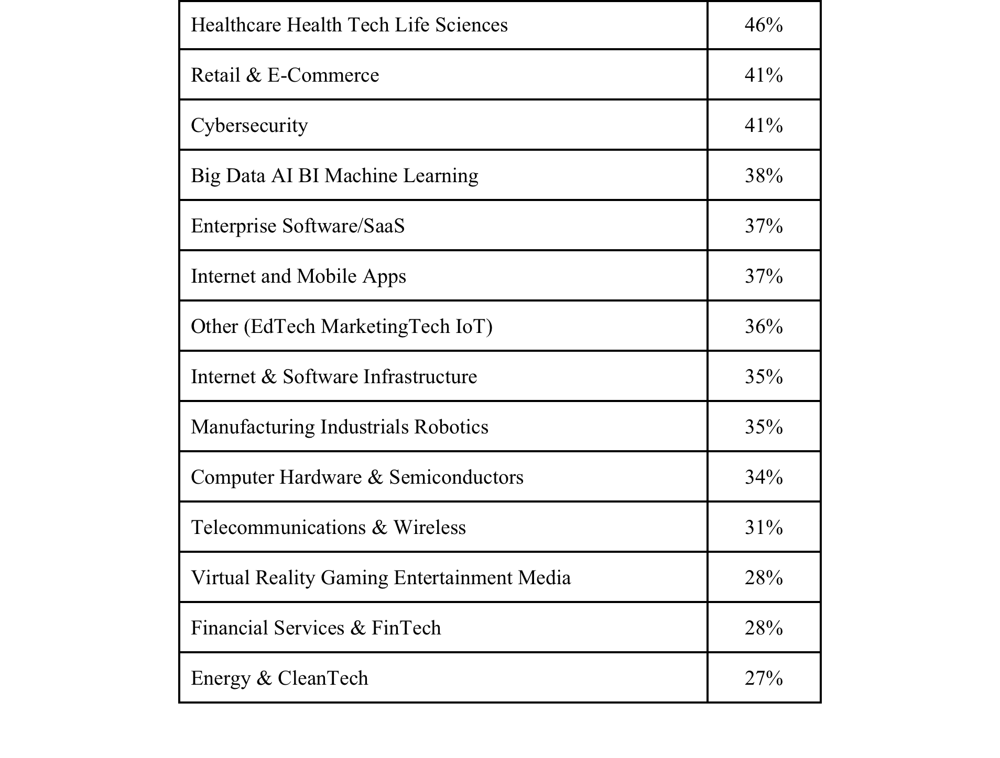 Healthcare Health Tech Life Sciences 46%
Retail & E-Commerce 41%
Cybersecurity 41%
Big Data AI BI Machine Learning 38%
Enterprise Software/SaaS 37%
Internet and Mobile Apps 37%
Other (EdTech MarketingTech IoT) 36%
Internet & Software Infrastructure 35%
Manufacturing Industrials Robotics 35%
Computer Hardware & Semiconductors 34%
Telecommunications & Wireless 31%
Virtual Reality Gaming Entertainment Media 28%
Financial Services & FinTech 28%
Energy & CleanTech 27%